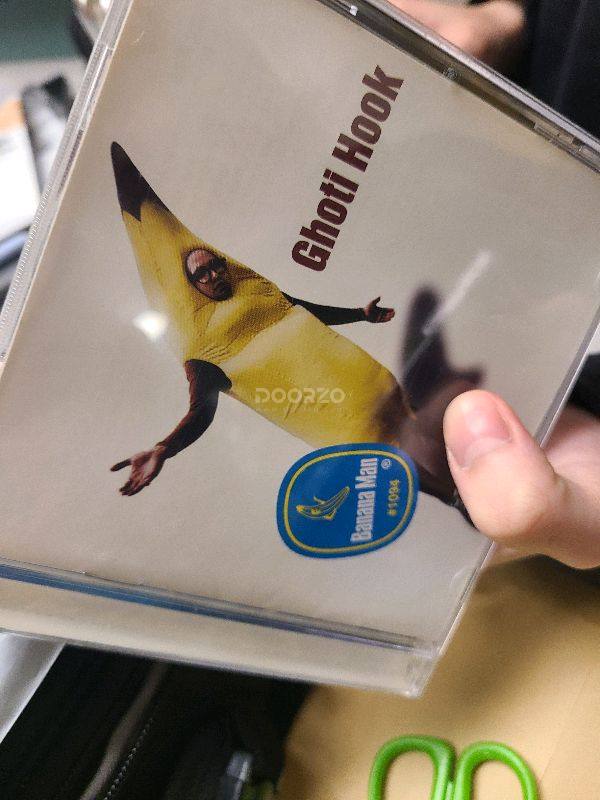 Ghoti Hook
DOORZO
Banana Man
®
#1094